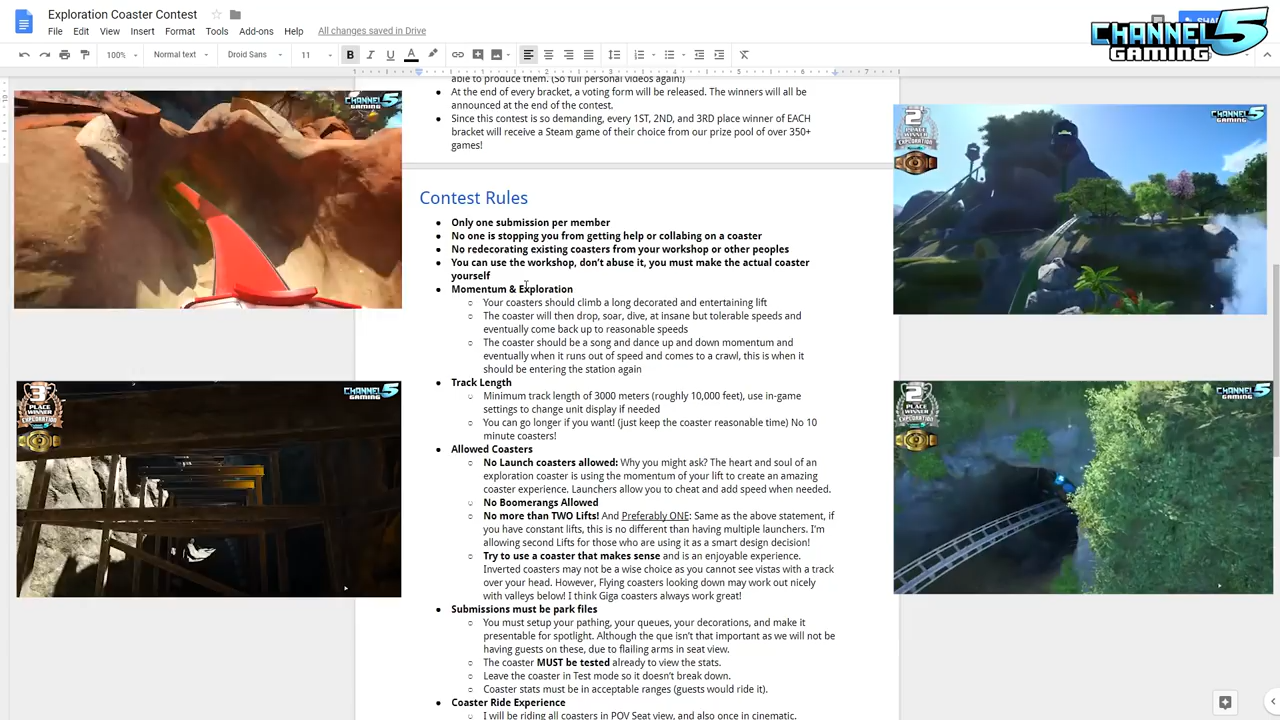 Exploration Coaster Contest
File Edit View Insert Format Tools Add-ons Help All changes saved in Drive
CHANNEL 5 GAMING
100% Normal text Droid Sans 11 B I U A
able to produce them. (So full personal videos again!)
At the end of every bracket, a voting form will be released. The winners will all be
announced at the end of the contest.
Since this contest is so demanding, every 1ST, 2ND, and 3RD place winner of EACH
bracket will receive a Steam game of their choice from our prize pool of over 350+
games!
Contest Rules
Only one submission per member
No one is stopping you from getting help or collabing on a coaster
No redecorating existing coasters from your workshop or other peoples
You can use the workshop, don't abuse it, you must make the actual coaster
yourself
Momentum & Exploration
Your coasters should climb a long decorated and entertaining lift
The coaster will then drop, soar, dive, at insane but tolerable speeds and
eventually come back up to reasonable speeds
The coaster should be a song and dance up and down momentum and
eventually when it runs out of speed and comes to a crawl, this is when it
should be entering the station again
Track Length
Minimum track length of 3000 meters (roughly 10,000 feet), use in-game
settings to change unit display if needed
You can go longer if you want! (just keep the coaster reasonable time) No 10
minute coasters!
Allowed Coasters
No Launch coasters allowed: Why you might ask? The heart and soul of an
exploration coaster is using the momentum of your lift to create an amazing
coaster experience. Launchers allow you to cheat and add speed when needed.
No Boomerangs Allowed
No more than TWO Lifts! And Preferably ONE: Same as the above statement, if
you have constant lifts, this is no different than having multiple launchers. I'm
allowing second Lifts for those who are using it as a smart design decision!
Try to use a coaster that makes sense and is an enjoyable experience.
Inverted coasters may not be a wise choice as you cannot see vistas with a track
over your head. However, Flying coasters looking down may work out nicely
with valleys below! I think Giga coasters always work great!
Submissions must be park files
You must setup your pathing, your queues, your decorations, and make it
presentable for spotlight. Although the que isn't that important as we will not be
having guests on these, due to flailing arms in seat view.
The coaster MUST be tested already to view the stats.
Leave the coaster in Test mode so it doesn't break down.
Coaster stats must be in acceptable ranges (guests would ride it).
Coaster Ride Experience
I will be riding all coasters in POV Seat view, and also once in cinematic.
CHANNEL 5 GAMING
2 PLACE WINNER EXPLORATION
CHANNEL 5 GAMING
3 PLACE WINNER EXPLORATION
CHANNEL 5 GAMING
2 PLACE WINNER EXPLORATION
CHANNEL 5 GAMING